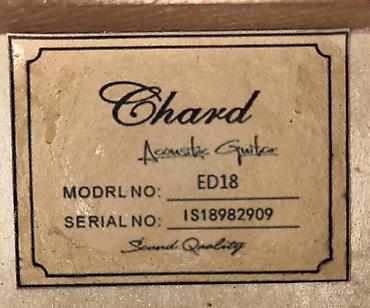 Chard
Acoustic Guitar
MODRL NO: ED18
SERIAL NO: IS18982909
Sound Quality